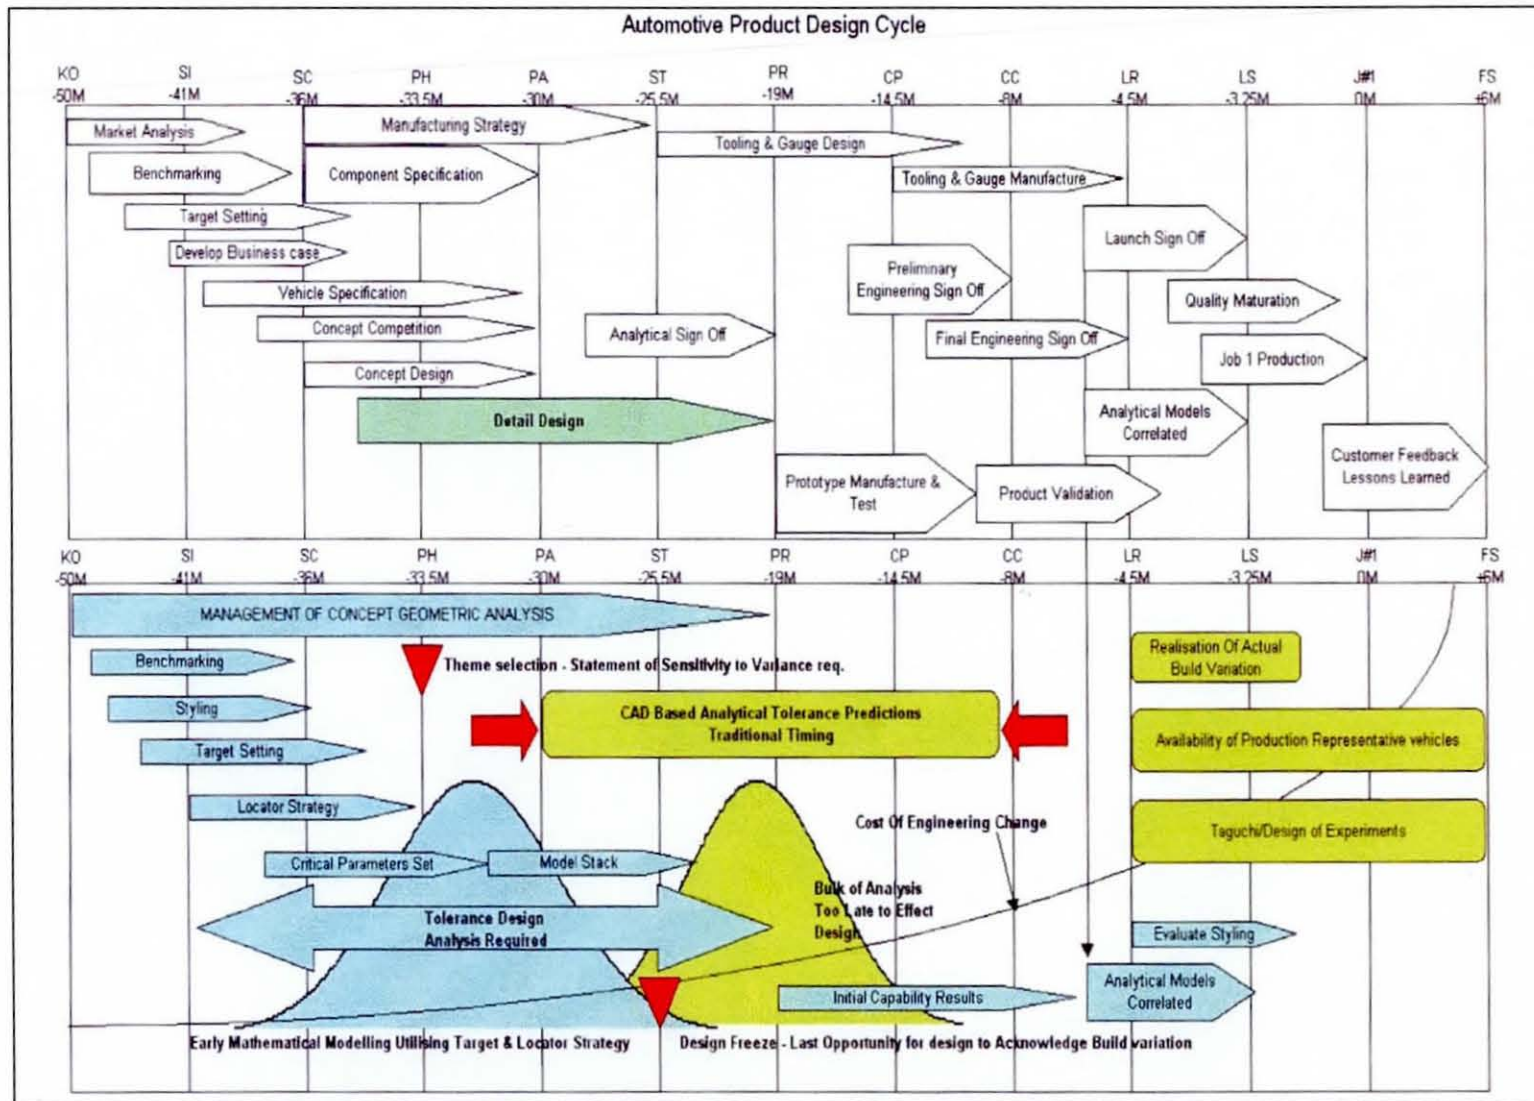 Automotive Product Design Cycle
KO SI SC PH PA ST PR CP CC LR LS J#1 FS
-50M -41M -36M -33.5M -30M -25.5M -19M -14.5M -8M -4.5M -3.25M 0M +6M
Market Analysis
Manufacturing Strategy
Tooling & Gauge Design
Benchmarking
Component Specification
Tooling & Gauge Manufacture
Target Setting
Launch Sign Off
Develop Business case
Preliminary
Engineering Sign Off
Vehicle Specification
Quality Maturation
Concept Competition
Analytical Sign Off
Final Engineering Sign Off
Job 1 Production
Concept Design
Detail Design
Analytical Models
Correlated
Customer Feedback
Lessons Learned
Prototype Manufacture &
Test
Product Validation
KO SI SC PH PA ST PR CP CC LR LS J#1 FS
-50M -41M -36M -33.5M -30M -25.5M -19M -14.5M -8M -4.5M -3.25M 0M +6M
MANAGEMENT OF CONCEPT GEOMETRIC ANALYSIS
Benchmarking
Theme selection - Statement of Sensitivity to Variance req.
Realisation Of Actual
Build Variation
Styling
CAD Based Analytical Tolerance Predictions
Traditional Timing
Target Setting
Availability of Production Representative vehicles
Locator Strategy
Cost Of Engineering Change
Taguchi/Design of Experiments
Critical Parameters Set
Model Stack
Bulk of Analysis
Too Late to Effect
Design
Tolerance Design
Analysis Required
Evaluate Styling
Initial Capability Results
Analytical Models
Correlated
Early Mathematical Modelling Utilising Target & Locator Strategy
Design Freeze - Last Opportunity for design to Acknowledge Build variation